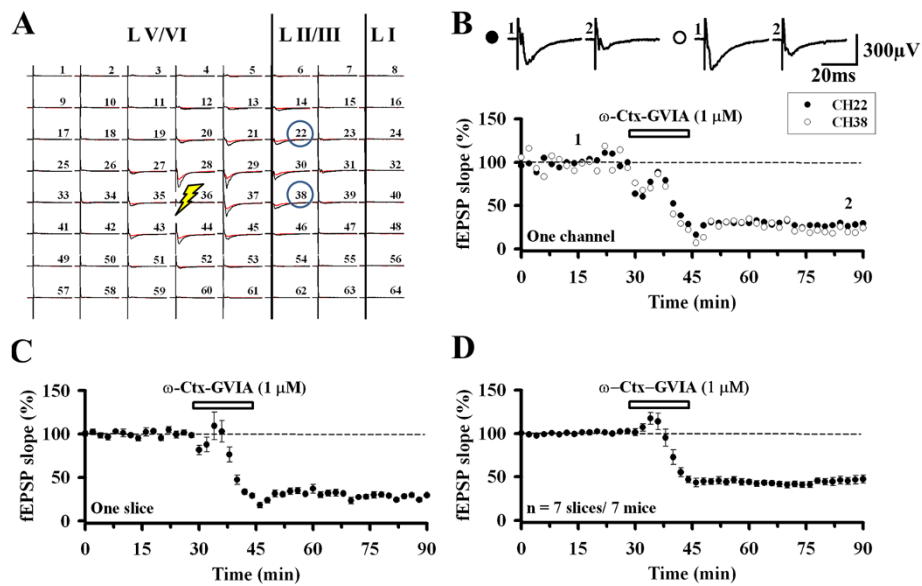 A
L V/VI
L II/III
L I
1 2 3 4 5 6 7 8
9 10 11 12 13 14 15 16
17 18 19 20 21 22 23 24
25 26 27 28 29 30 31 32
33 34 35 36 37 38 39 40
41 42 43 44 45 46 47 48
49 50 51 52 53 54 55 56
57 58 59 60 61 62 63 64
B
1 2 1 2
300μV
20ms
CH22
CH38
ω-Ctx-GVIA (1 μM)
fEPSP slope (%)
150
100
50
0
1
2
One channel
0 15 30 45 60 75 90
Time (min)
C
ω-Ctx-GVIA (1 μM)
fEPSP slope (%)
150
100
50
0
One slice
0 15 30 45 60 75 90
Time (min)
D
ω−Ctx−GVIA (1 μM)
fEPSP slope (%)
150
100
50
0
n = 7 slices/ 7 mice
0 15 30 45 60 75 90
Time (min)